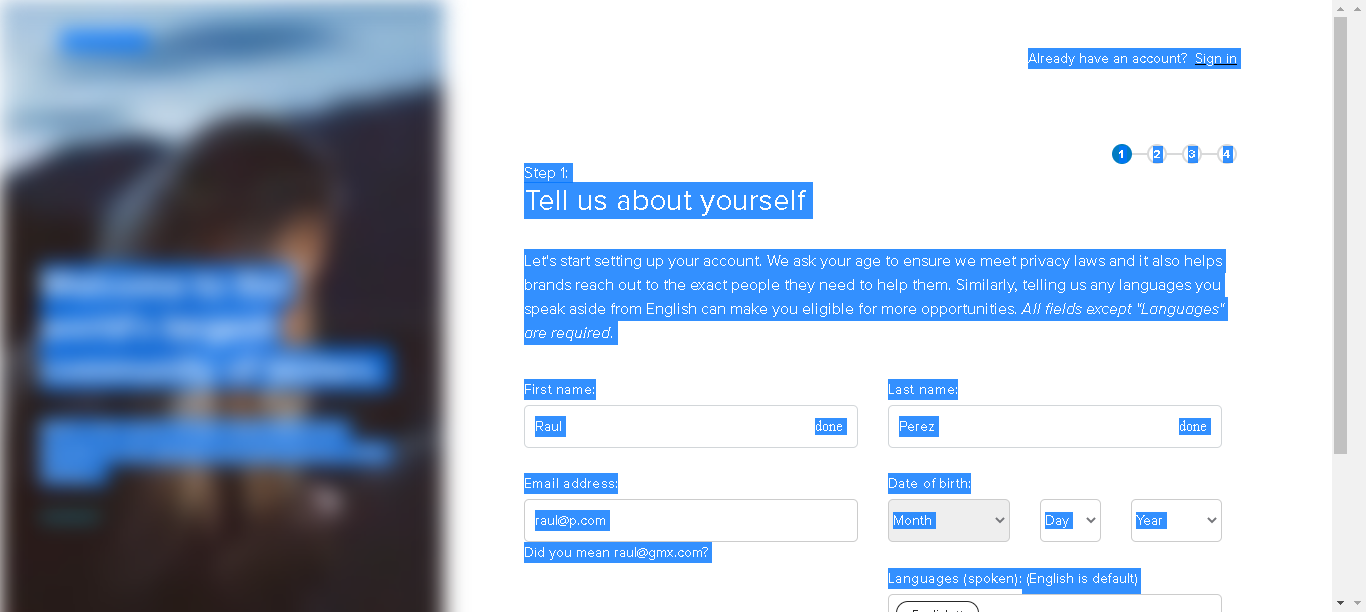 Already have an account? Sign in
1 2 3 4
Step 1:
Tell us about yourself
Let's start setting up your account. We ask your age to ensure we meet privacy laws and it also helps
brands reach out to the exact people they need to help them. Similarly, telling us any languages you
speak aside from English can make you eligible for more opportunities. All fields except "Languages"
are required.
First name:
Last name:
Raul done
Perez done
Email address:
Date of birth:
raul@p.com
Month Day Year
Did you mean raul@gmx.com?
Languages (spoken): (English is default)